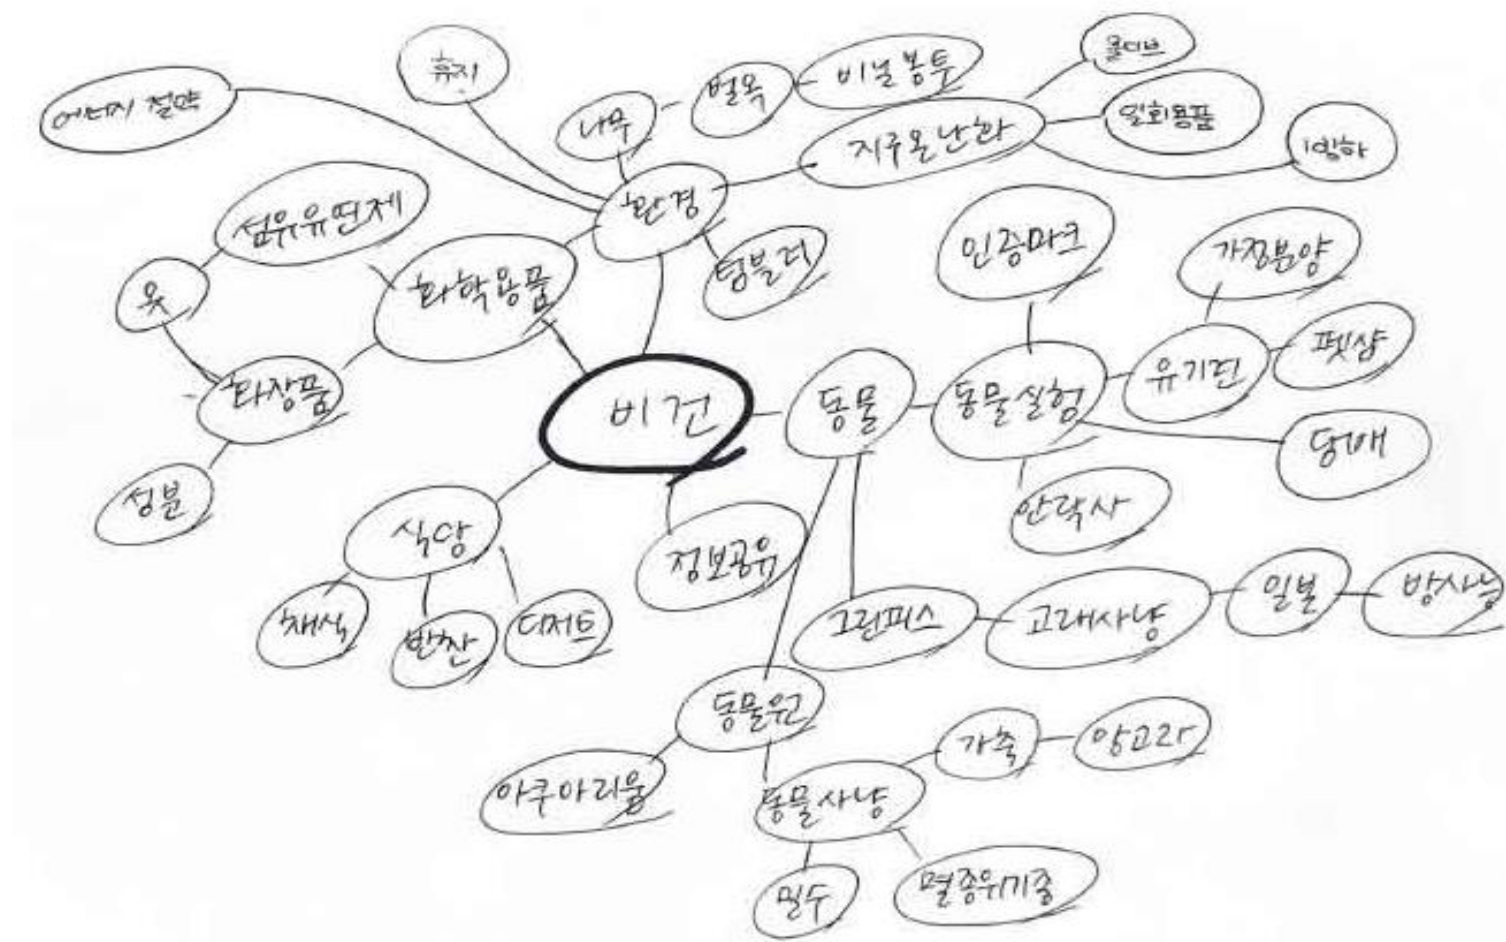 휴지
에너지 절약
나무
벌목
비닐봉투
지구온난화
일회용품
빙하
환경
텀블러
섬유유연제
옷
화학용품
화장품
성분
비건
식당
채식
반찬
디저트
정보공유
동물
동물실험
인증마크
가정분양
유기견
펫샵
담배
안락사
그린피스
고래사냥
일본
방사능
동물원
아쿠아리움
동물사냥
가죽
앙고라
밀수
멸종위기종